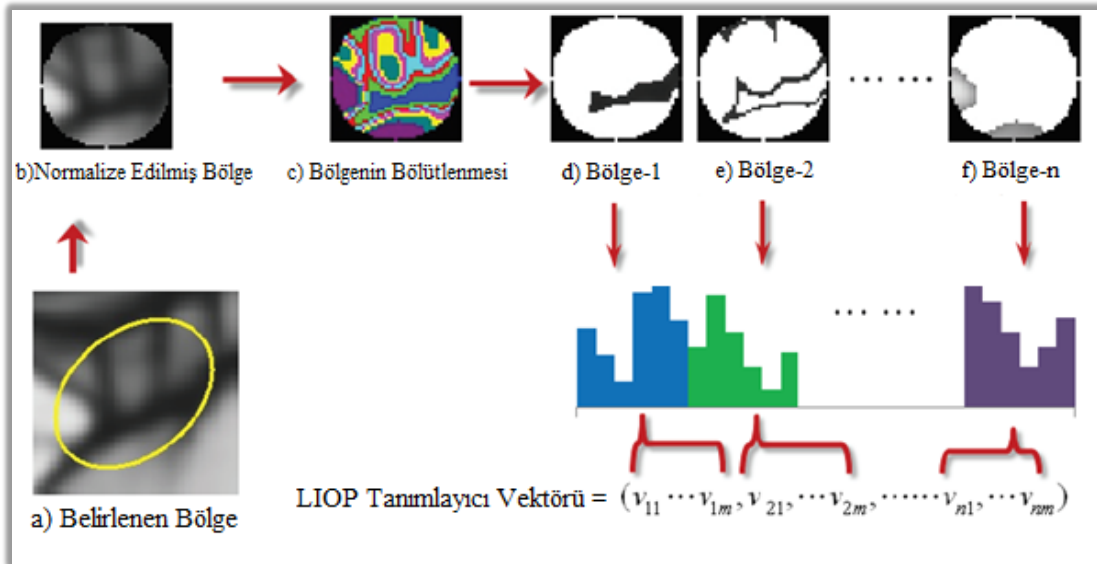 b)Normalize Edilmiş Bölge
c) Bölgenin Bölütlenmesi
d) Bölge-1
e) Bölge-2
f) Bölge-n
... ...
... ...
a) Belirlenen Bölge
LIOP Tanımlayıcı Vektörü = (v11 ⋯ v1m, v21, ⋯ v2m, ⋯⋯ vn1, ⋯ vnm)